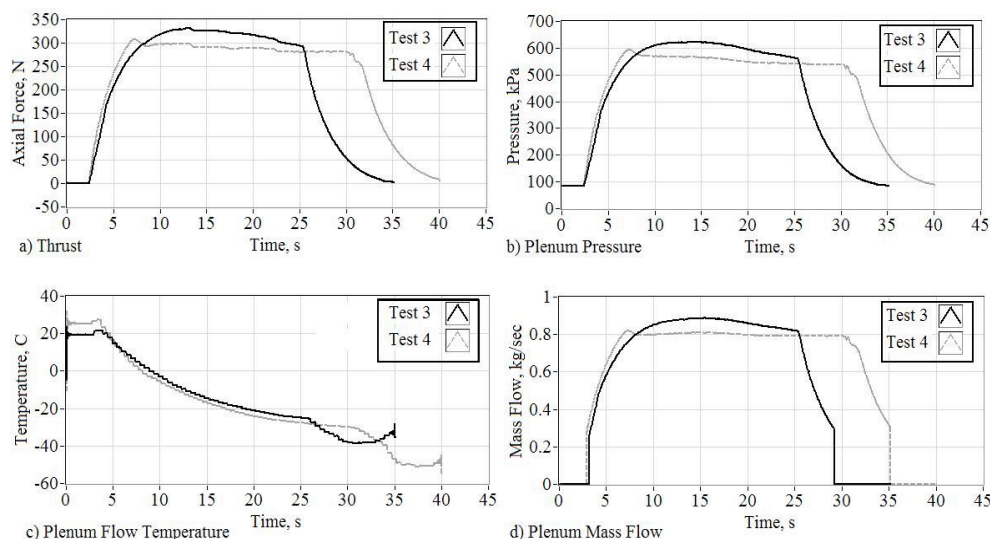 350
300
250
200
150
100
50
0
-50
Axial Force, N
Test 3
Test 4
0 5 10 15 20 25 30 35 40 45
a) Thrust
Time, s
700
600
500
400
300
200
100
0
Pressure, kPa
Test 3
Test 4
0 5 10 15 20 25 30 35 40 45
b) Plenum Pressure
Time, s
40
20
0
-20
-40
-60
Temperature, C
Test 3
Test 4
0 5 10 15 20 25 30 35 40 45
Time, s
c) Plenum Flow Temperature
1
0.8
0.6
0.4
0.2
0
Mass Flow, kg/sec
Test 3
Test 4
0 5 10 15 20 25 30 35 40 45
Time, s
d) Plenum Mass Flow